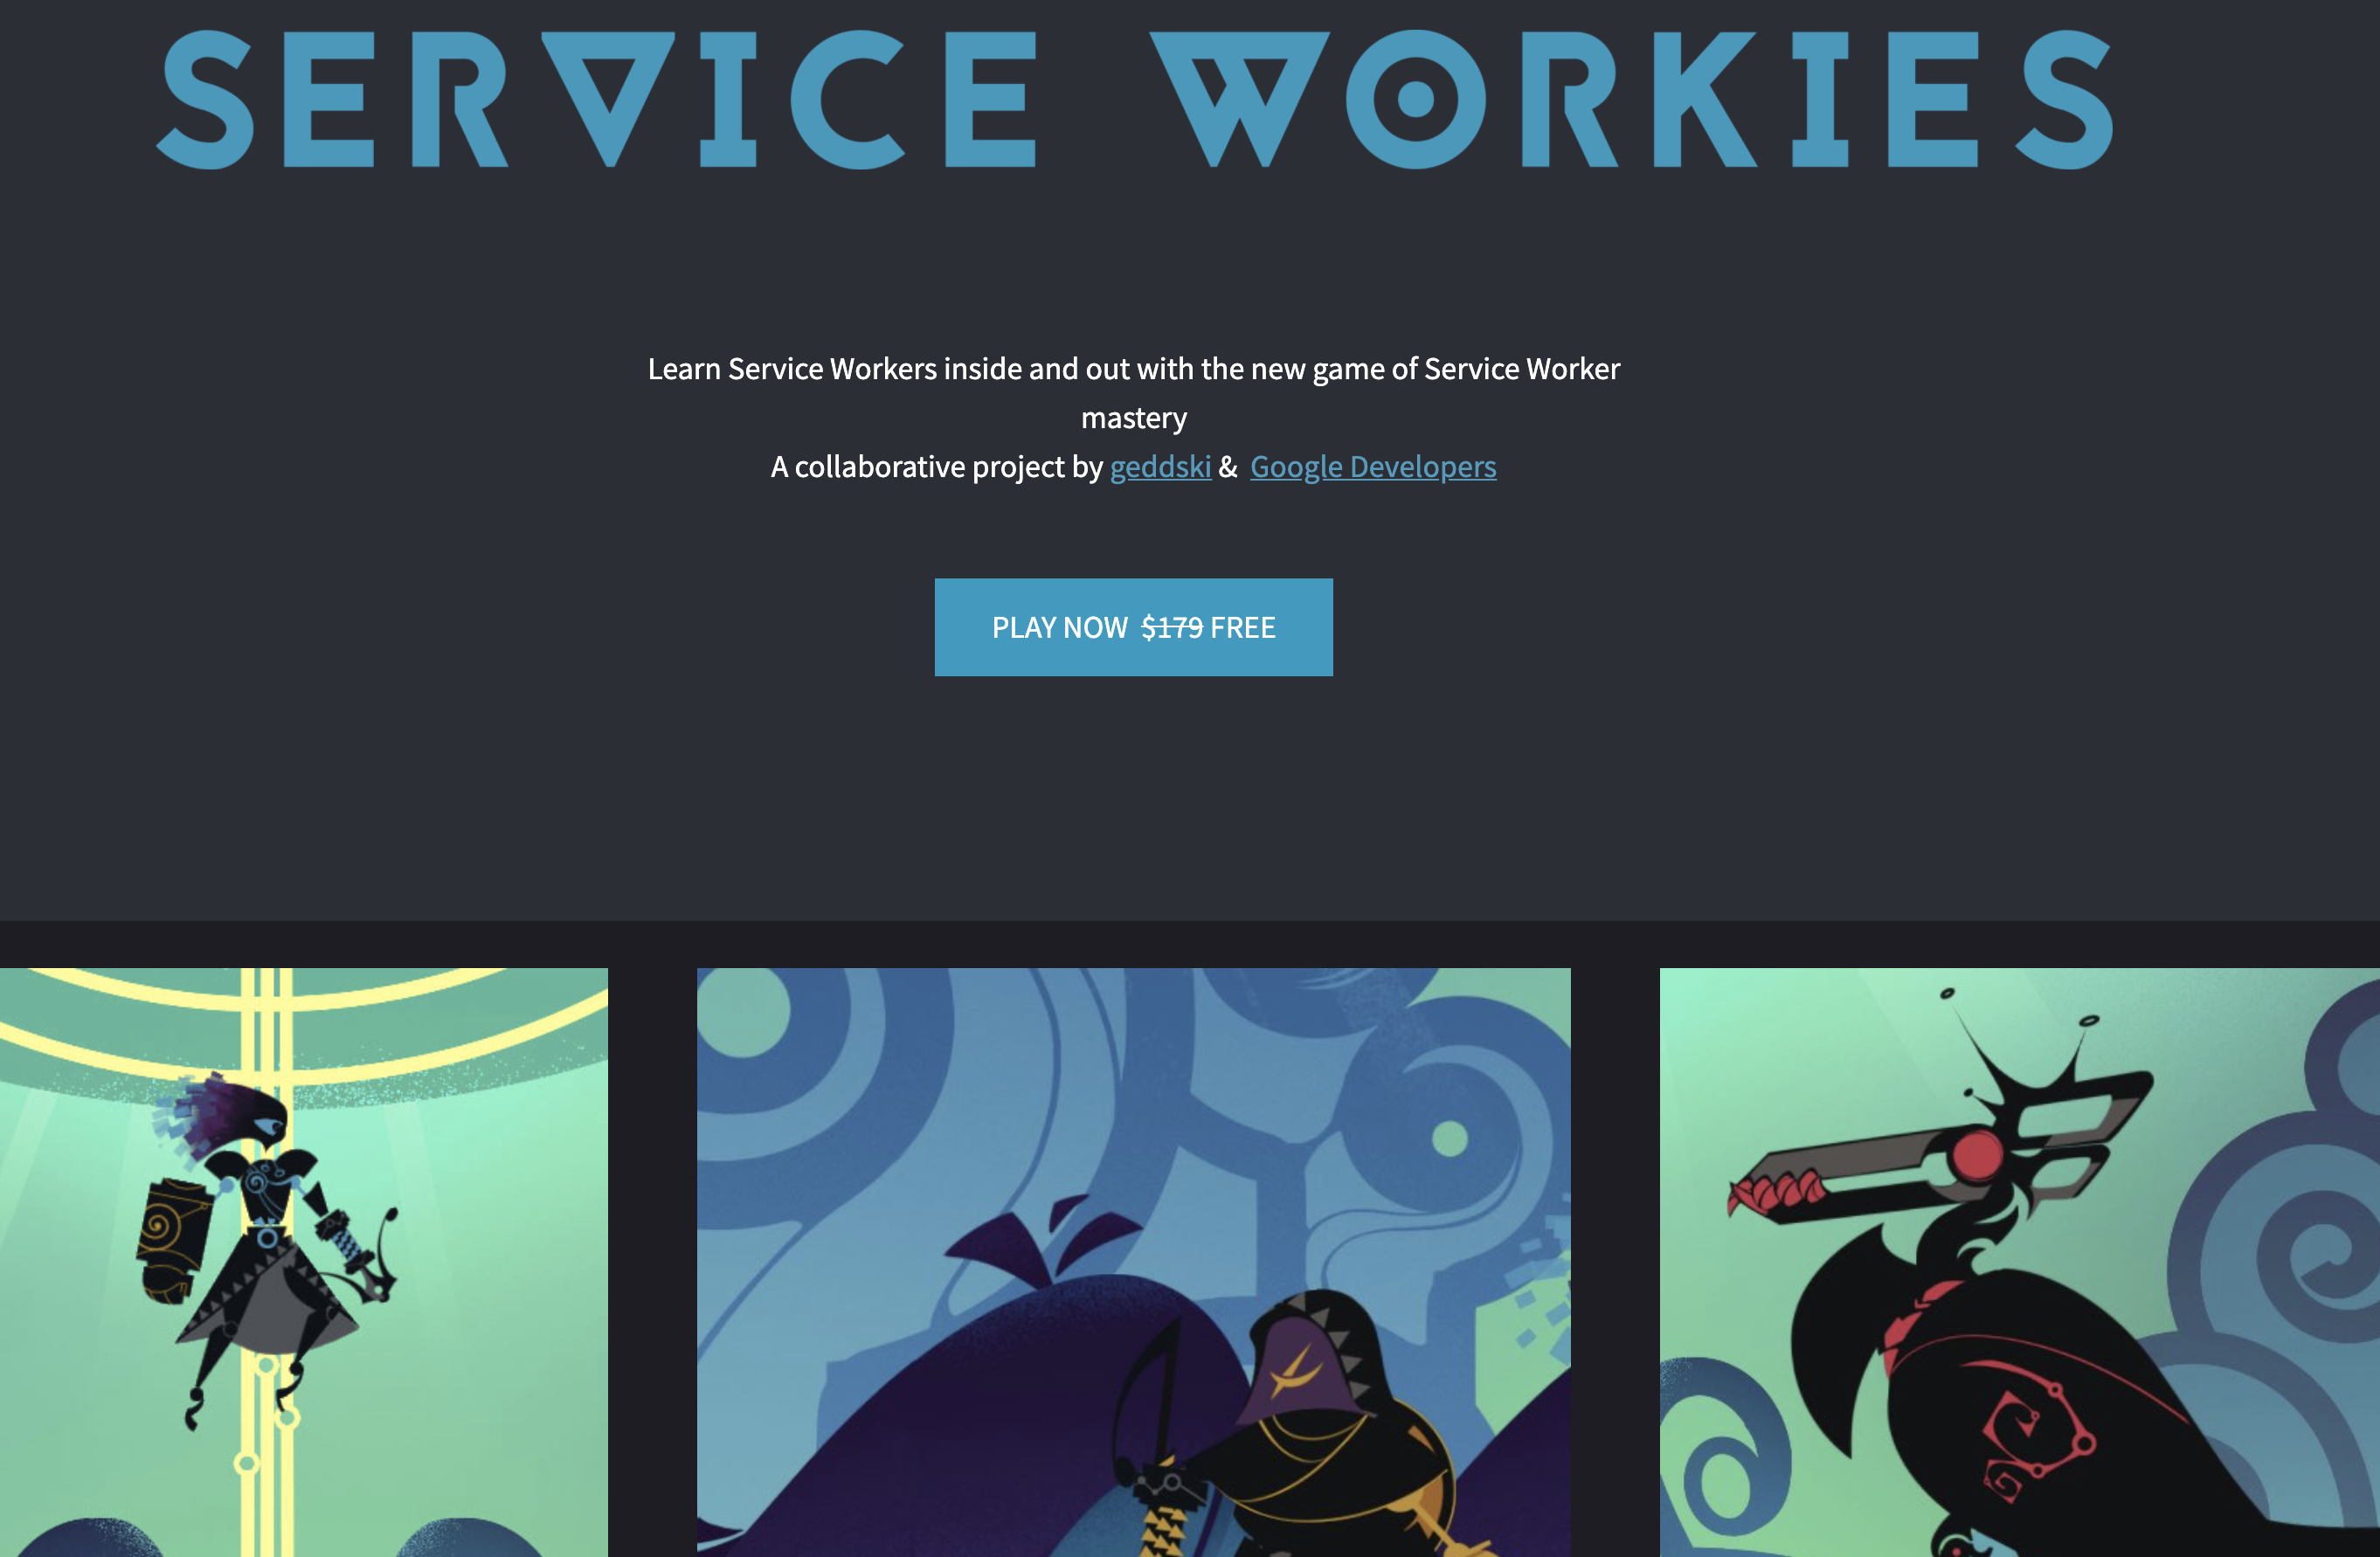 SERVICE WORKIES
Learn Service Workers inside and out with the new game of Service Worker
mastery
A collaborative project by geddski & Google Developers
PLAY NOW $179 FREE